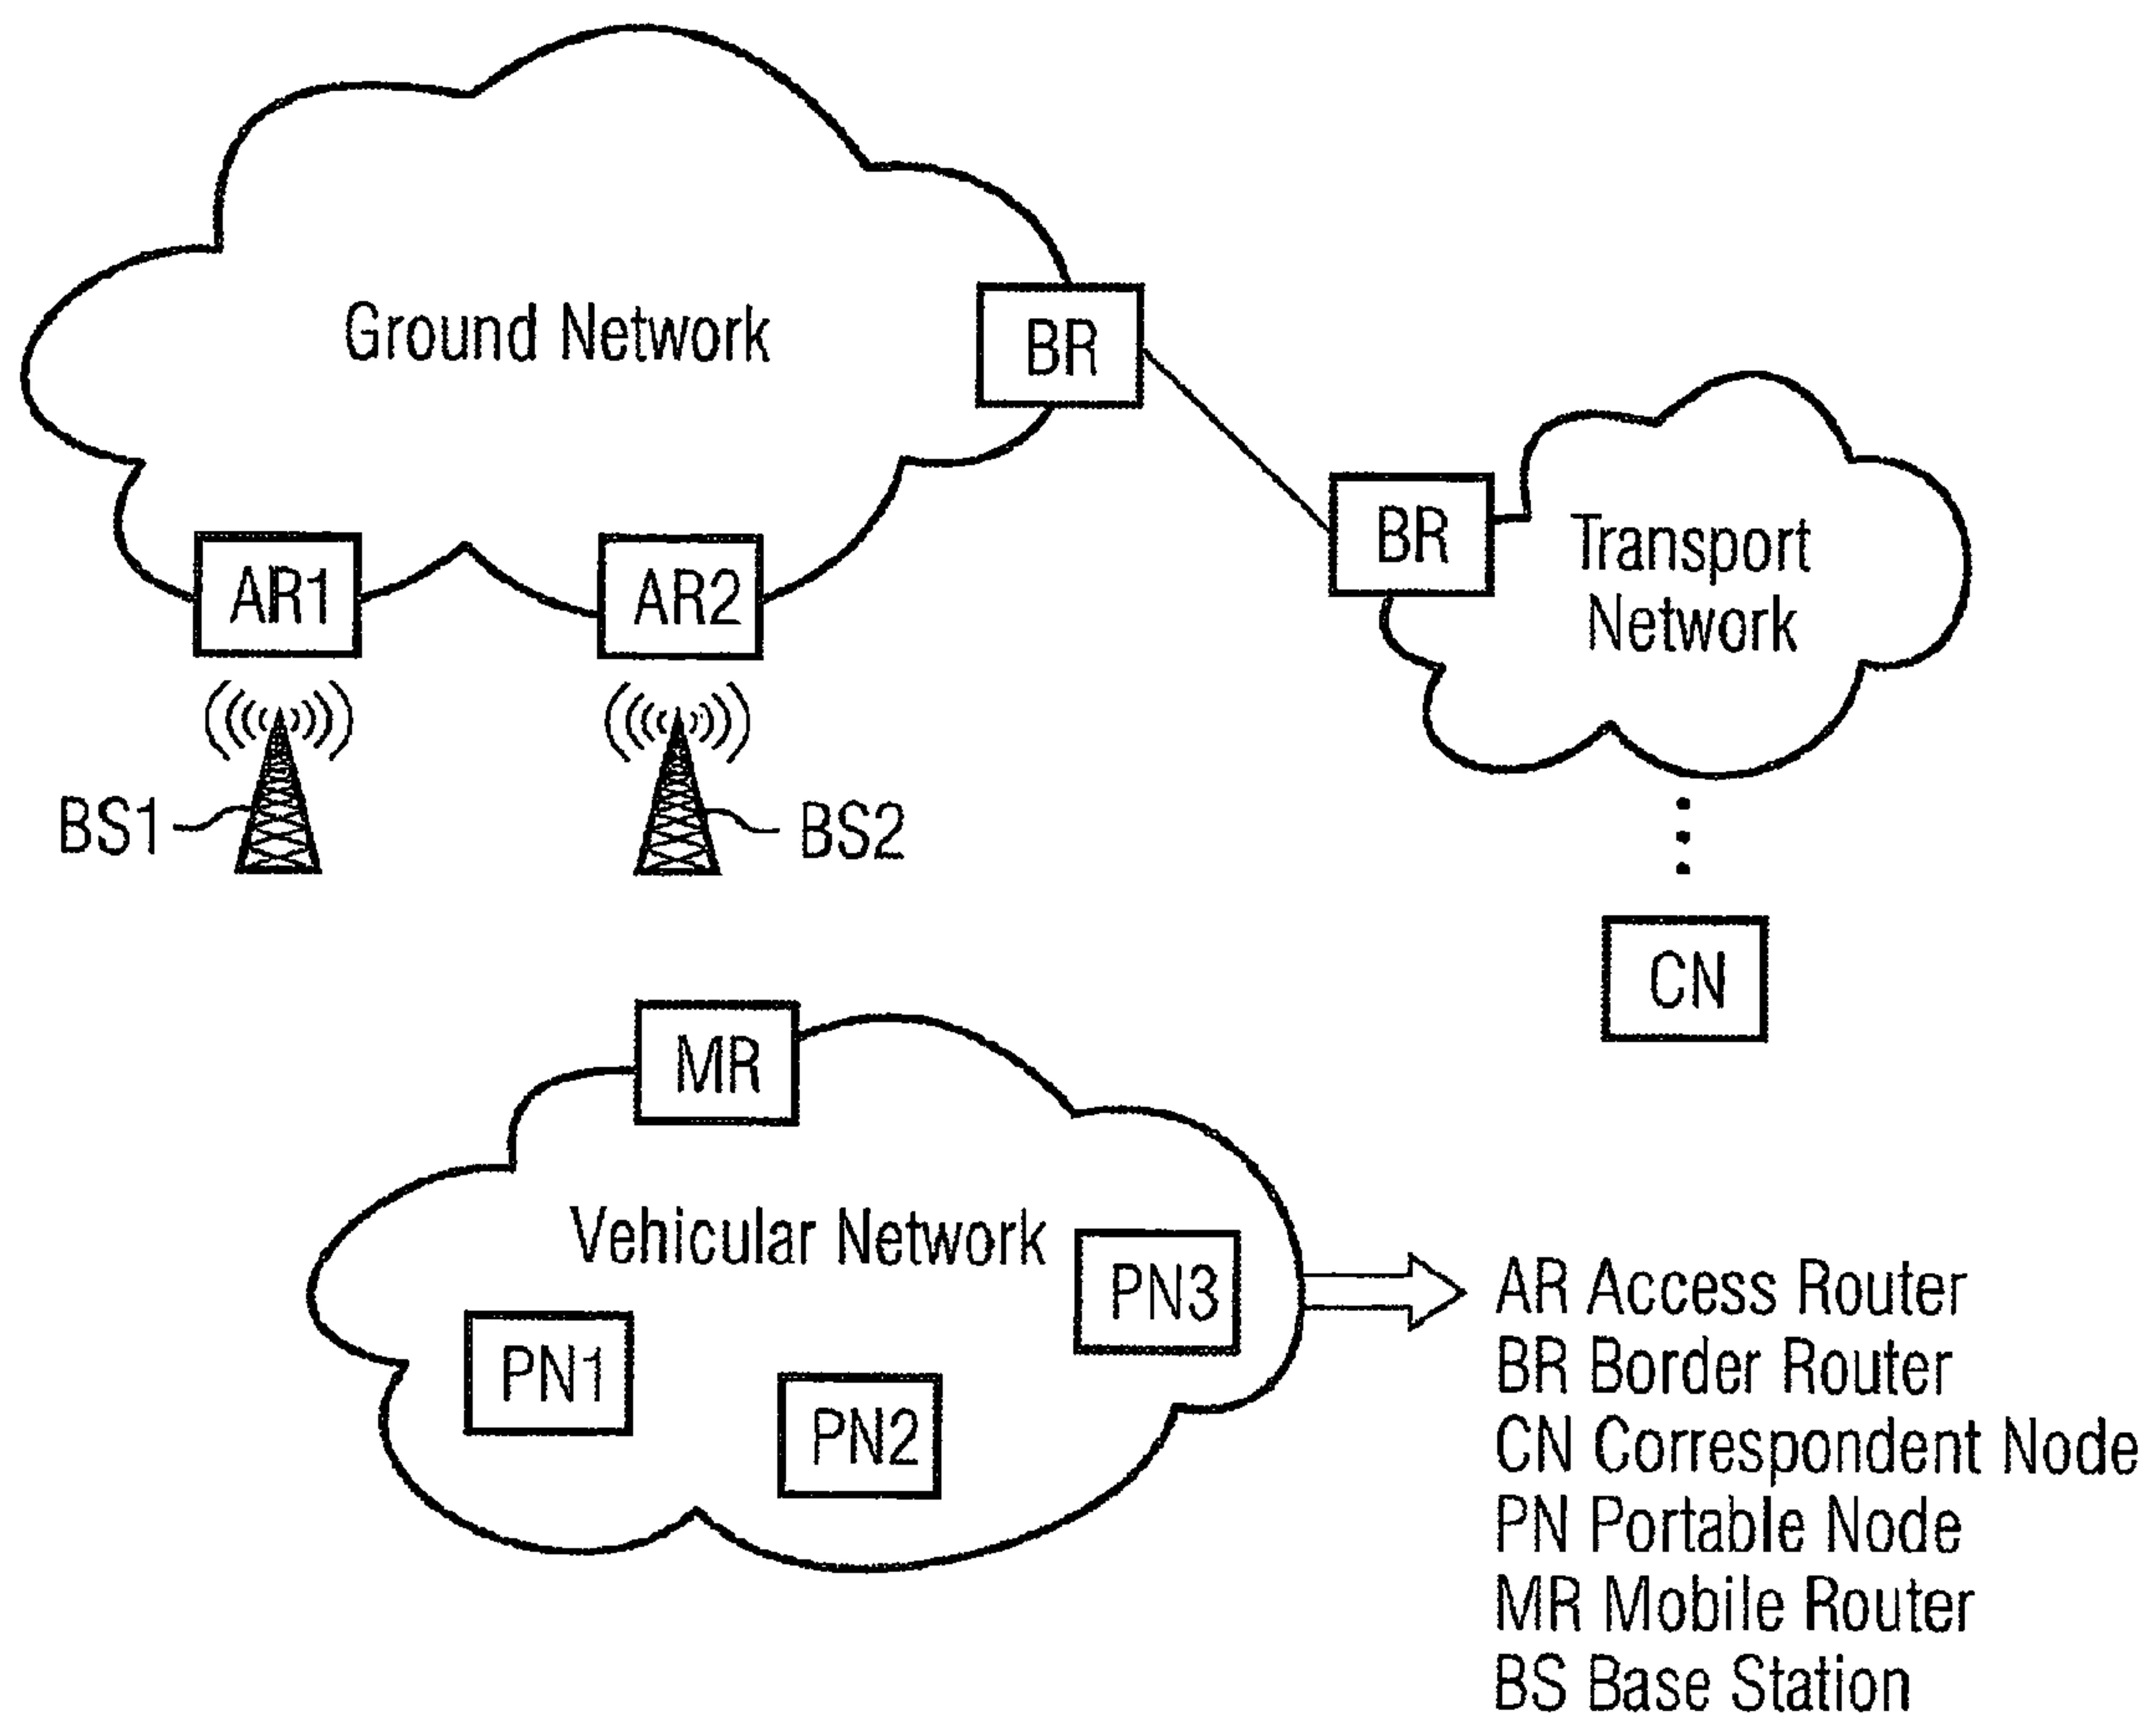 Ground Network
BR
BR
Transport
Network
AR1
AR2
BS1
BS2
CN
MR
Vehicular Network
PN3
PN1
PN2
AR Access Router
BR Border Router
CN Correspondent Node
PN Portable Node
MR Mobile Router
BS Base Station